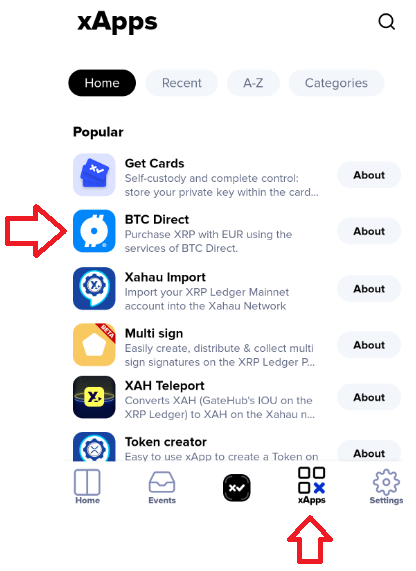 xApps
Home
Recent
A-Z
Categories
Popular
Get Cards
Self-custody and complete control:
store your private key within the card...
About
BTC Direct
Purchase XRP with EUR using the
services of BTC Direct.
About
Xahau Import
Import your XRP Ledger Mainnet
account into the Xahau Network
About
BETA
Multi sign
Easily create, distribute & collect multi
sign signatures on the XRP Ledger P...
About
XAH Teleport
Converts XAH (GateHub's IOU on the
XRP Ledger) to XAH on the Xahau n...
About
Token creator
Easy to use xApp to create a Token on
About
Home
Events
xApps
Settings